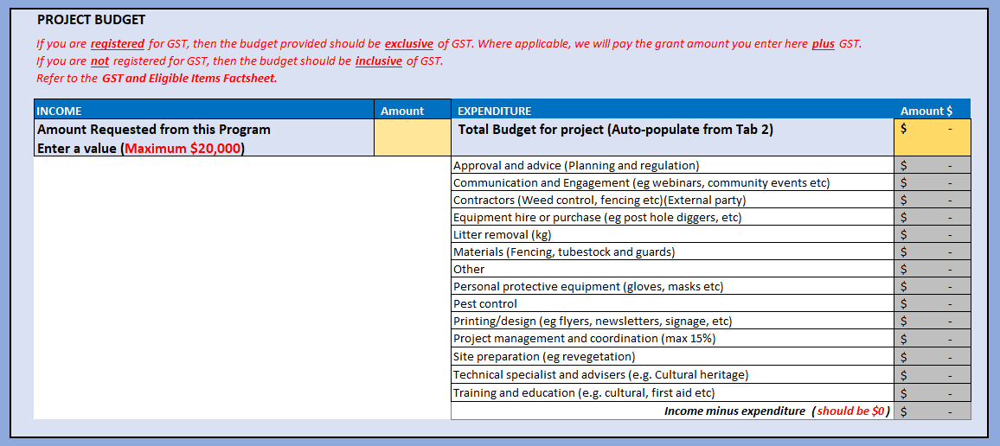 PROJECT BUDGET
If you are registered for GST, then the budget provided should be exclusive of GST. Where applicable, we will pay the grant amount you enter here plus GST.
If you are not registered for GST, then the budget should be inclusive of GST.
Refer to the GST and Eligible Items Factsheet.
INCOME Amount EXPENDITURE Amount $
Amount Requested from this Program Total Budget for project (Auto-populate from Tab 2) $ -
Enter a value (Maximum $20,000)
Approval and advice (Planning and regulation) $ -
Communication and Engagement (eg webinars, community events etc) $ -
Contractors (Weed control, fencing etc)(External party) $ -
Equipment hire or purchase (eg post hole diggers, etc) $ -
Litter removal (kg) $ -
Materials (Fencing, tubestock and guards) $ -
Other $ -
Personal protective equipment (gloves, masks etc) $ -
Pest control $ -
Printing/design (eg flyers, newsletters, signage, etc) $ -
Project management and coordination (max 15%) $ -
Site preparation (eg revegetation) $ -
Technical specialist and advisers (e.g. Cultural heritage) $ -
Training and education (e.g. cultural, first aid etc) $ -
Income minus expenditure (should be $0) $ -